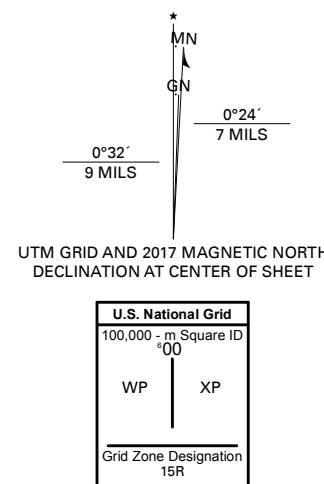 ★
MN
GN
0°24´
7 MILS
0°32´
9 MILS
UTM GRID AND 2017 MAGNETIC NORTH
DECLINATION AT CENTER OF SHEET
U.S. National Grid
100,000 - m Square ID
⁶00
WP XP
Grid Zone Designation
15R